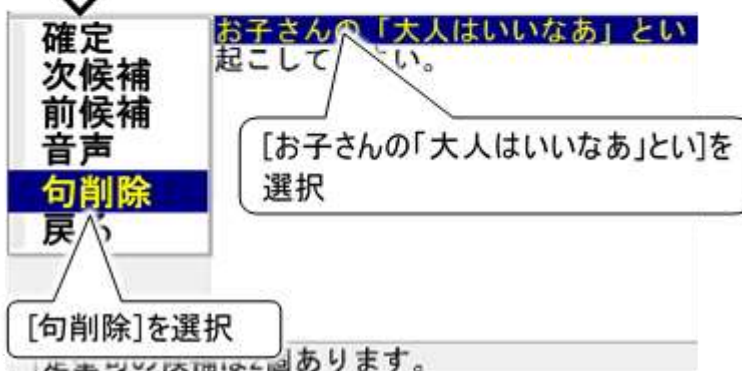 確定
次候補
前候補
音声
句削除
戻る
お子さんの「大人はいいなあ」とい
起こして い。
[お子さんの「大人はいいなあ」とい]を
選択
[句削除]を選択
あります。